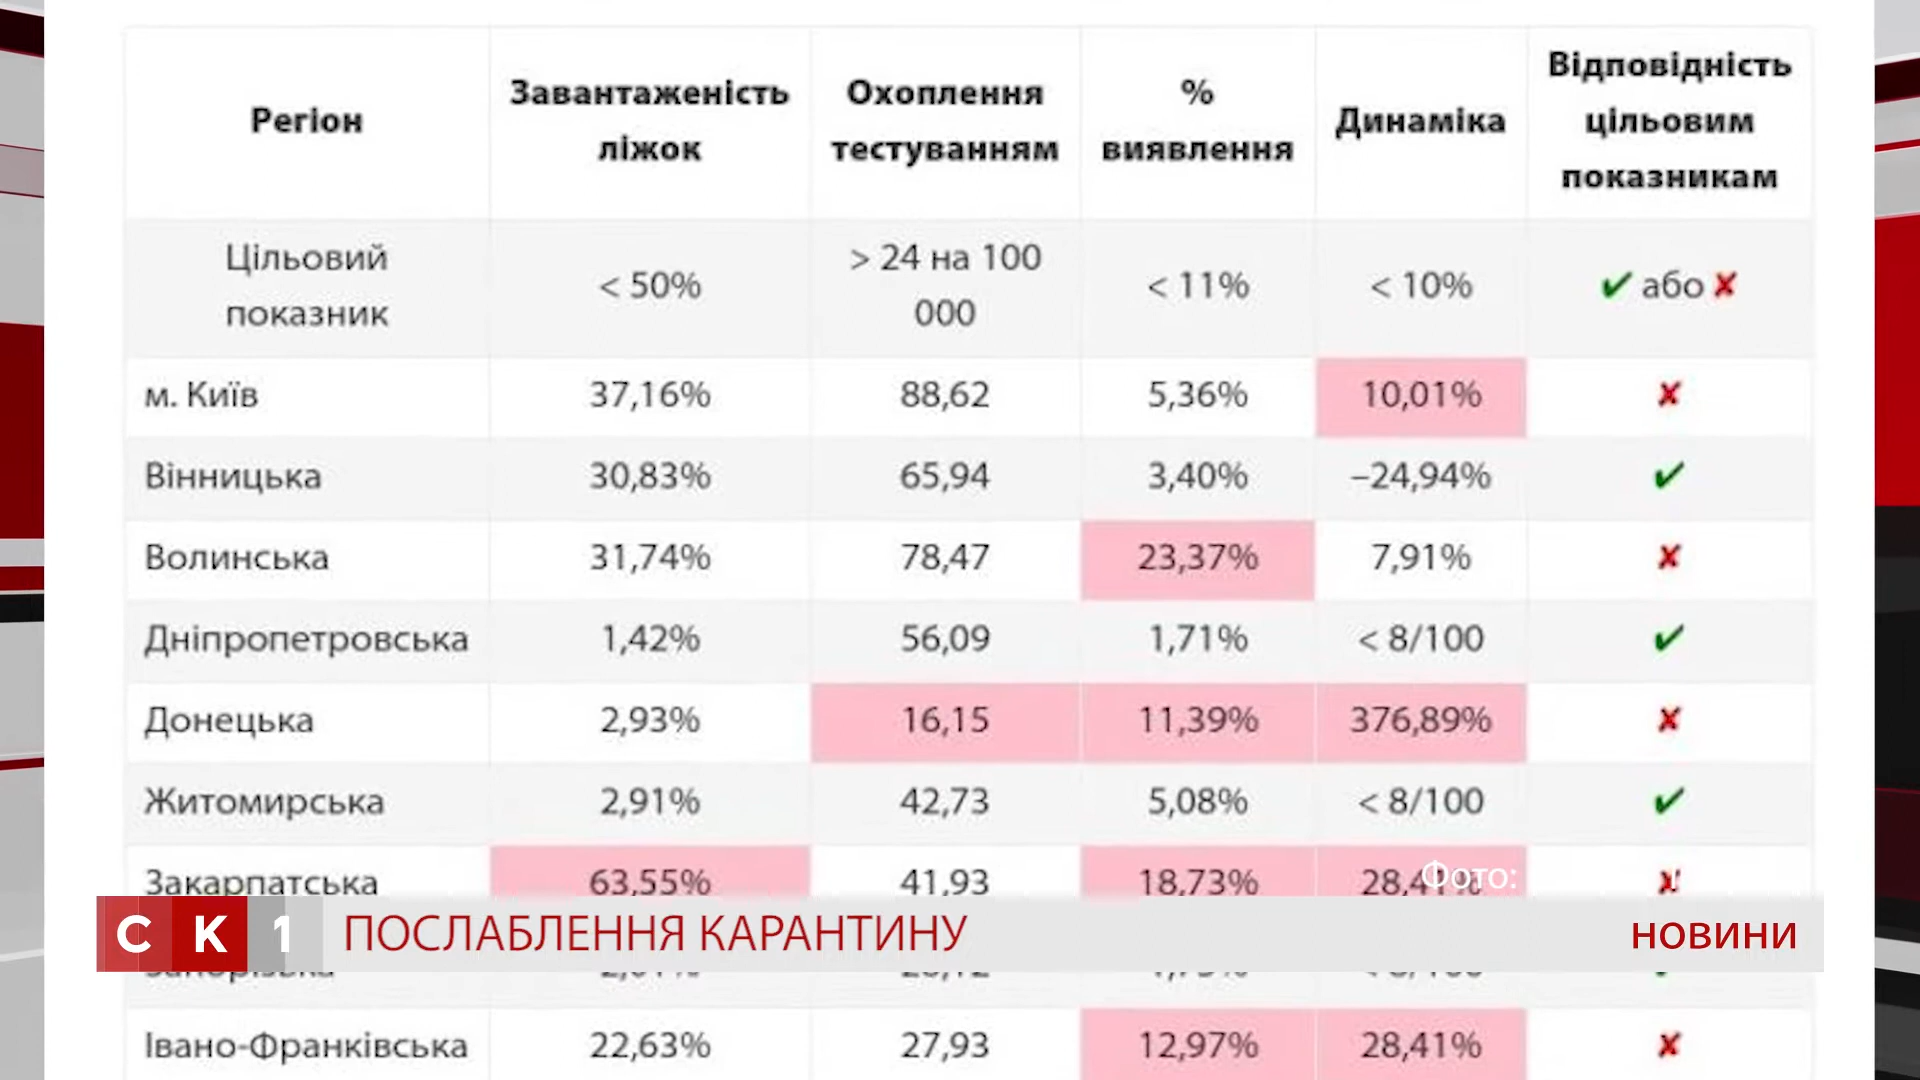 Регіон Завантаженість ліжок Охоплення тестуванням % виявлення Динаміка Відповідність цільовим показникам
Цільовий показник < 50% > 24 на 100 000 < 11% < 10% ✔ або ✘
м. Київ 37,16% 88,62 5,36% 10,01% ✘
Вінницька 30,83% 65,94 3,40% –24,94% ✔
Волинська 31,74% 78,47 23,37% 7,91% ✘
Дніпропетровська 1,42% 56,09 1,71% < 8/100 ✔
Донецька 2,93% 16,15 11,39% 376,89% ✘
Житомирська 2,91% 42,73 5,08% < 8/100 ✔
Закарпатська 63,55% 41,93 18,73% 28,41% ✘
Фото:
СК1 ПОСЛАБЛЕННЯ КАРАНТИНУ НОВИНИ
Івано-Франківська 22,63% 27,93 12,97% 28,41% ✘